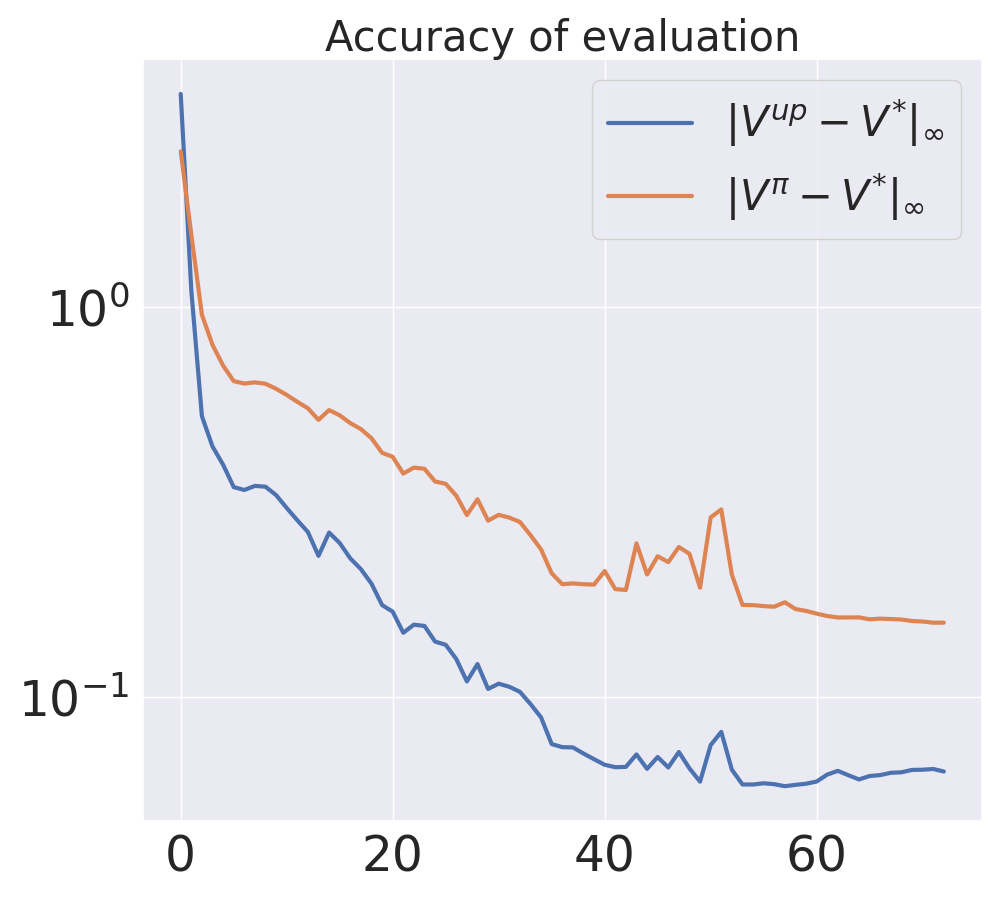 Accuracy of evaluation
|V^{up} − V^*|_∞
|V^π − V^*|_∞
10^0
10^{−1}
0 20 40 60